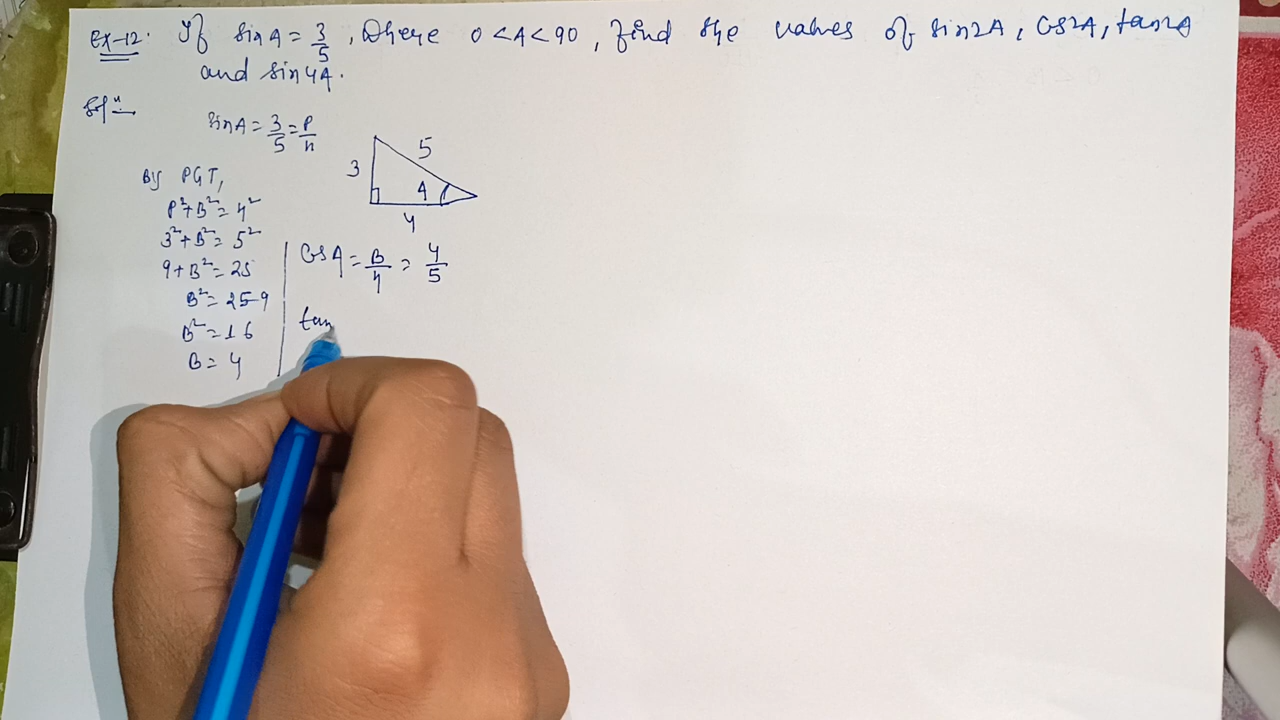 Ex-12. If sinA = 3/5, where 0<A<90, find the values of sin2A, cos2A, tan2A
and sin4A.
Solⁿ
sinA = 3/5 = P/h
By PGT,
P²+B² = h²
3²+B² = 5²
9+B² = 25
B² = 25-9
B² = 16
B = 4
3
5
A
4
CosA = B/h = 4/5
tan